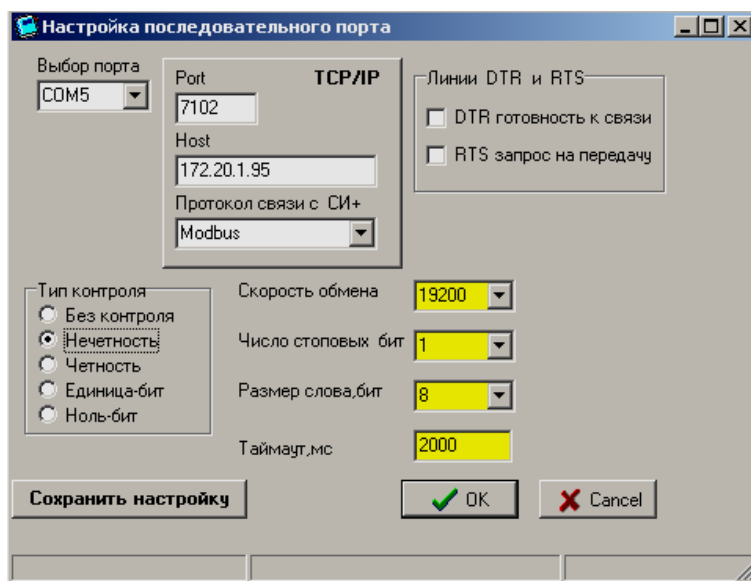 Настройка последовательного порта
Выбор порта
COM5
Port
TCP/IP
7102
Host
172.20.1.95
Протокол связи с СИ+
Modbus
Линии DTR и RTS
DTR готовность к связи
RTS запрос на передачу
Тип контроля
Без контроля
Нечетность
Четность
Единица-бит
Ноль-бит
Скорость обмена
19200
Число стоповых бит
1
Размер слова,бит
8
Таймаут,мс
2000
Сохранить настройку
OK
Cancel